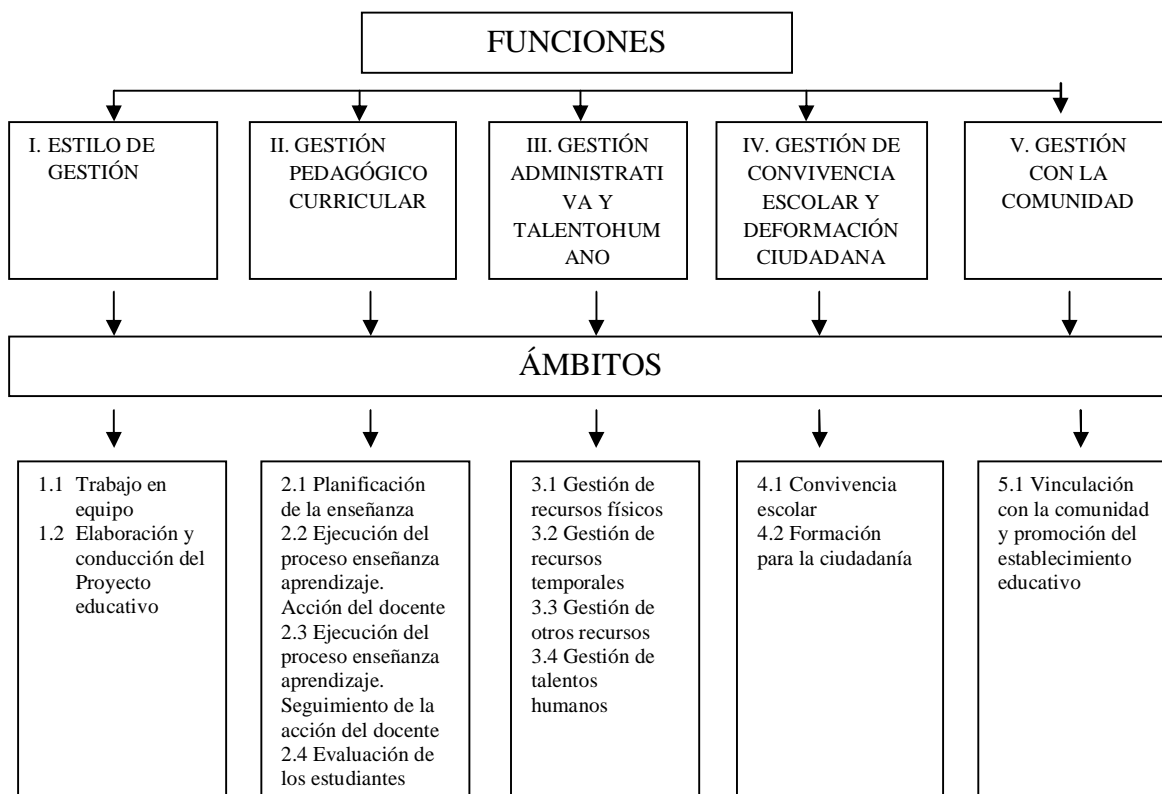 FUNCIONES
I. ESTILO DE
GESTIÓN
II. GESTIÓN
PEDAGÓGICO
CURRICULAR
III. GESTIÓN
ADMINISTRATI
VA Y
TALENTOHUM
ANO
IV. GESTIÓN DE
CONVIVENCIA
ESCOLAR Y
DEFORMACIÓN
CIUDADANA
V. GESTIÓN
CON LA
COMUNIDAD
ÁMBITOS
1.1 Trabajo en
equipo
1.2 Elaboración y
conducción del
Proyecto
educativo
2.1 Planificación
de la enseñanza
2.2 Ejecución del
proceso enseñanza
aprendizaje.
Acción del docente
2.3 Ejecución del
proceso enseñanza
aprendizaje.
Seguimiento de la
acción del docente
2.4 Evaluación de
los estudiantes
3.1 Gestión de
recursos físicos
3.2 Gestión de
recursos
temporales
3.3 Gestión de
otros recursos
3.4 Gestión de
talentos
humanos
4.1 Convivencia
escolar
4.2 Formación
para la ciudadanía
5.1 Vinculación
con la comunidad
y promoción del
establecimiento
educativo